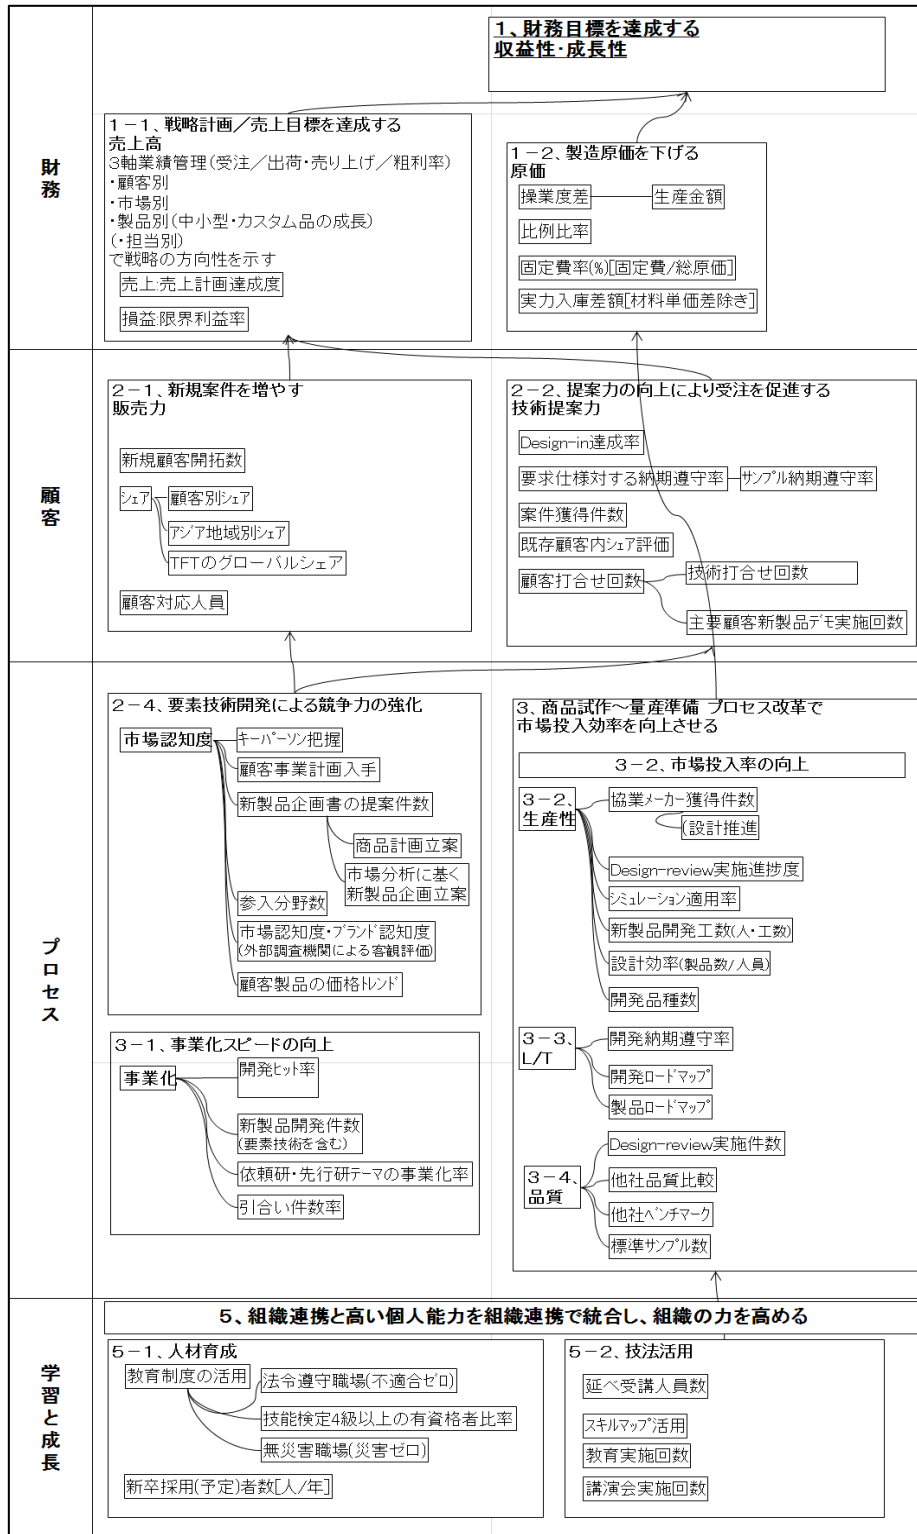 1、財務目標を達成する
収益性・成長性
財務
1－1、戦略計画／売上目標を達成する
売上高
3軸業績管理(受注／出荷・売り上げ／粗利率)
・顧客別
・市場別
・製品別(中小型・カスタム品の成長)
(・担当別)
で戦略の方向性を示す
売上:売上計画達成度
損益:限界利益率
1－2、製造原価を下げる
原価
操業度差
生産金額
比例比率
固定費率(%)[固定費/総原価]
実力入庫差額[材料単価差除き]
顧客
2－1、新規案件を増やす
販売力
新規顧客開拓数
シェア
顧客別シェア
アジア地域別シェア
TFTのグローバルシェア
顧客対応人員
2－2、提案力の向上により受注を促進する
技術提案力
Design-in達成率
要求仕様対する納期遵守率
サンプル納期遵守率
案件獲得件数
既存顧客内シェア評価
顧客打合せ回数
技術打合せ回数
主要顧客新製品デモ実施回数
プロセス
2－4、要素技術開発による競争力の強化
市場認知度
キーパーソン把握
顧客事業計画入手
新製品企画書の提案件数
商品計画立案
市場分析に基く
新製品企画立案
参入分野数
市場認知度・ブランド認知度
(外部調査機関による客観評価)
顧客製品の価格トレンド
3－1、事業化スピードの向上
事業化
開発ヒット率
新製品開発件数
(要素技術を含む)
依頼研・先行研テーマの事業化率
引合い件数率
3、商品試作～量産準備 プロセス改革で
市場投入効率を向上させる
3－2、市場投入率の向上
3－2、
生産性
協業メーカー獲得件数
(設計推進
Design-review実施進捗度
シミュレーション適用率
新製品開発工数(人・工数)
設計効率(製品数/人員)
開発品種数
3－3、
L/T
開発納期遵守率
開発ロードマップ
製品ロードマップ
3－4、
品質
Design-review実施件数
他社品質比較
他社ベンチマーク
標準サンプル数
学習と成長
5、組織連携と高い個人能力を組織連携で統合し、組織の力を高める
5－1、人材育成
教育制度の活用
法令遵守職場(不適合ゼロ)
技能検定4級以上の有資格者比率
無災害職場(災害ゼロ)
新卒採用(予定)者数[人/年]
5－2、技法活用
延べ受講人員数
スキルマップ活用
教育実施回数
講演会実施回数